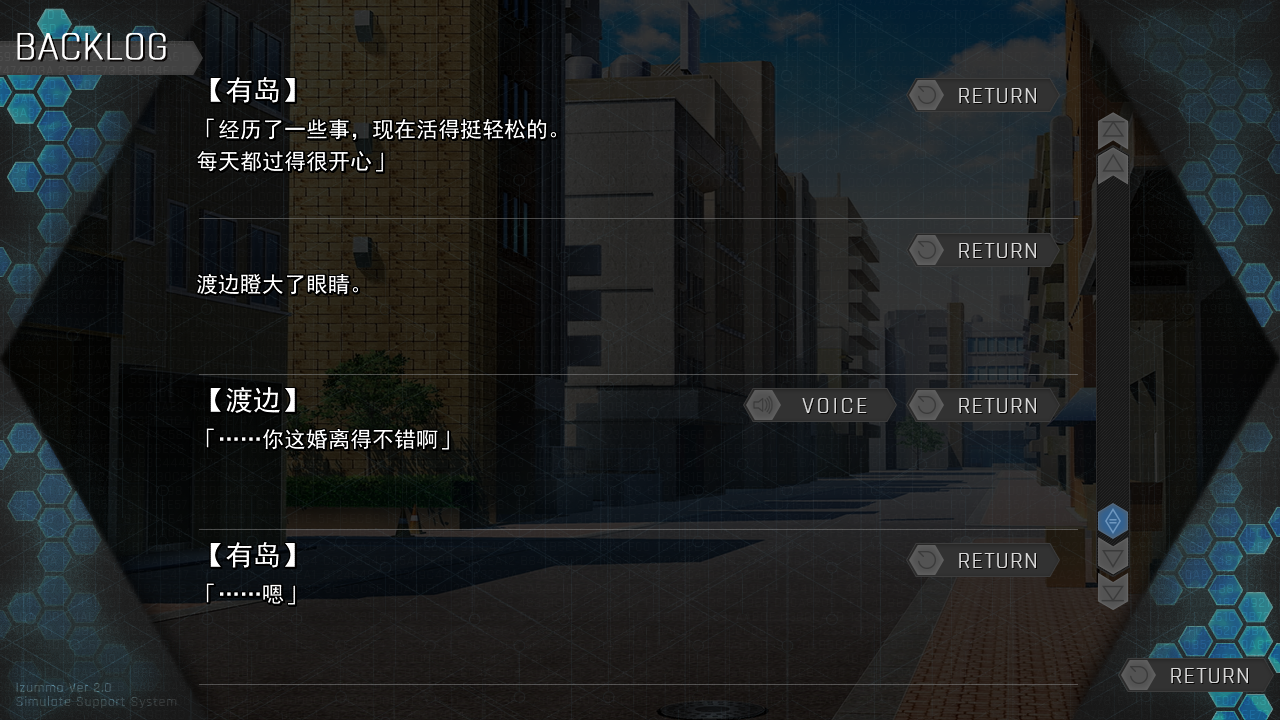 BACKLOG
【有岛】
RETURN
「经历了一些事，现在活得挺轻松的。
每天都过得很开心」
RETURN
渡边瞪大了眼睛。
【渡边】
VOICE
RETURN
「……你这婚离得不错啊」
【有岛】
RETURN
「……嗯」
RETURN
Izummo Ver 2.0
Simulate Support System